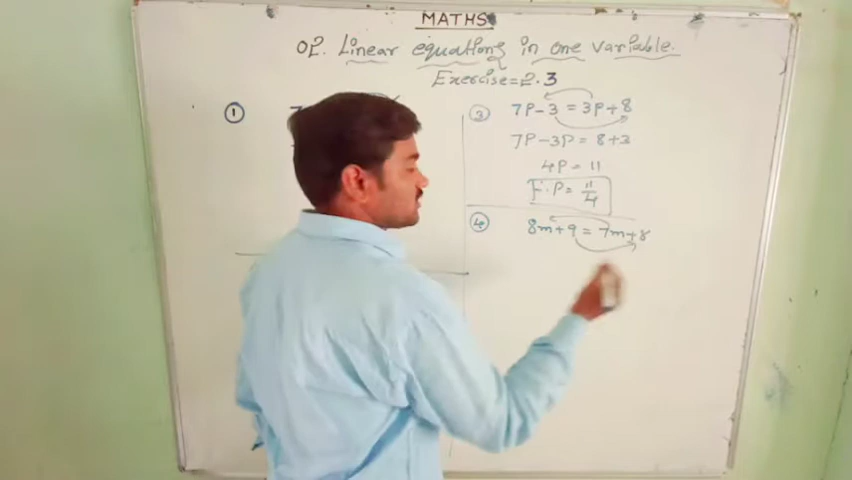 MATHS
02. Linear equations in one variable.
Exercise=2.3
①
7
③ 7P-3 = 3P+8
7P-3P = 8+3
4P = 11
P = 11/4
④ 8m+9 = 7m+8